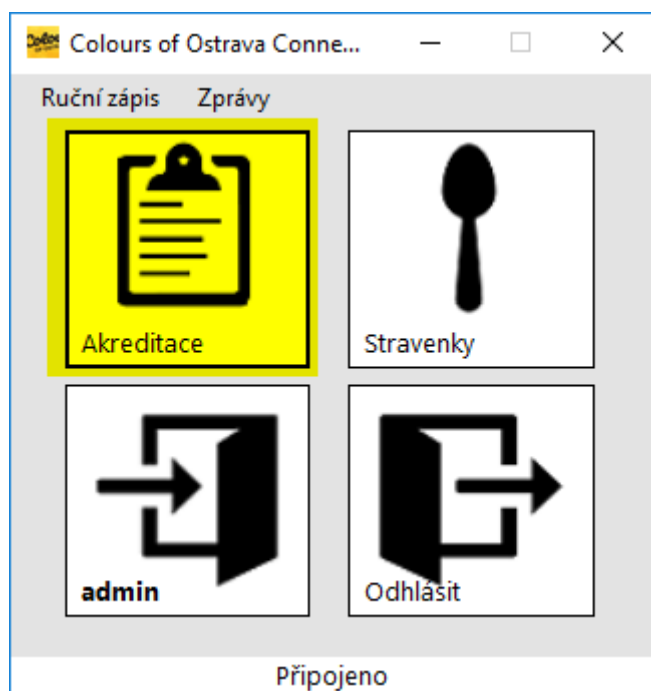 Colours of Ostrava Conne...
Ruční zápis Zprávy
Akreditace
Stravenky
admin
Odhlásit
Připojeno